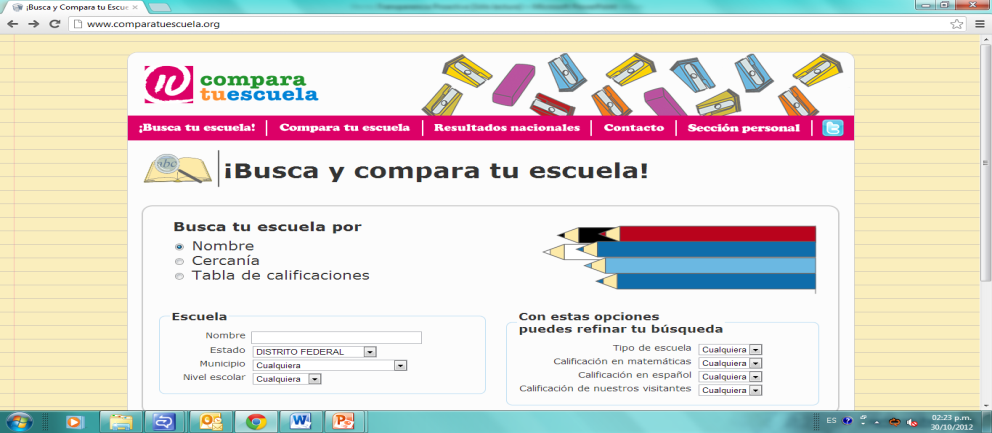 ¡Busca y Compara tu Escue
www.comparatuescuela.org
compara
tuescuela
¡Busca tu escuela!
Compara tu escuela
Resultados nacionales
Contacto
Sección personal
abc
¡Busca y compara tu escuela!
Busca tu escuela por
Nombre
Cercanía
Tabla de calificaciones
Escuela
Nombre
Estado DISTRITO FEDERAL
Municipio Cualquiera
Nivel escolar Cualquiera
Con estas opciones
puedes refinar tu búsqueda
Tipo de escuela Cualquiera
Calificación en matemáticas Cualquiera
Calificación en español Cualquiera
Calificación de nuestros visitantes Cualquiera
ES
02:23 p.m.
30/10/2012